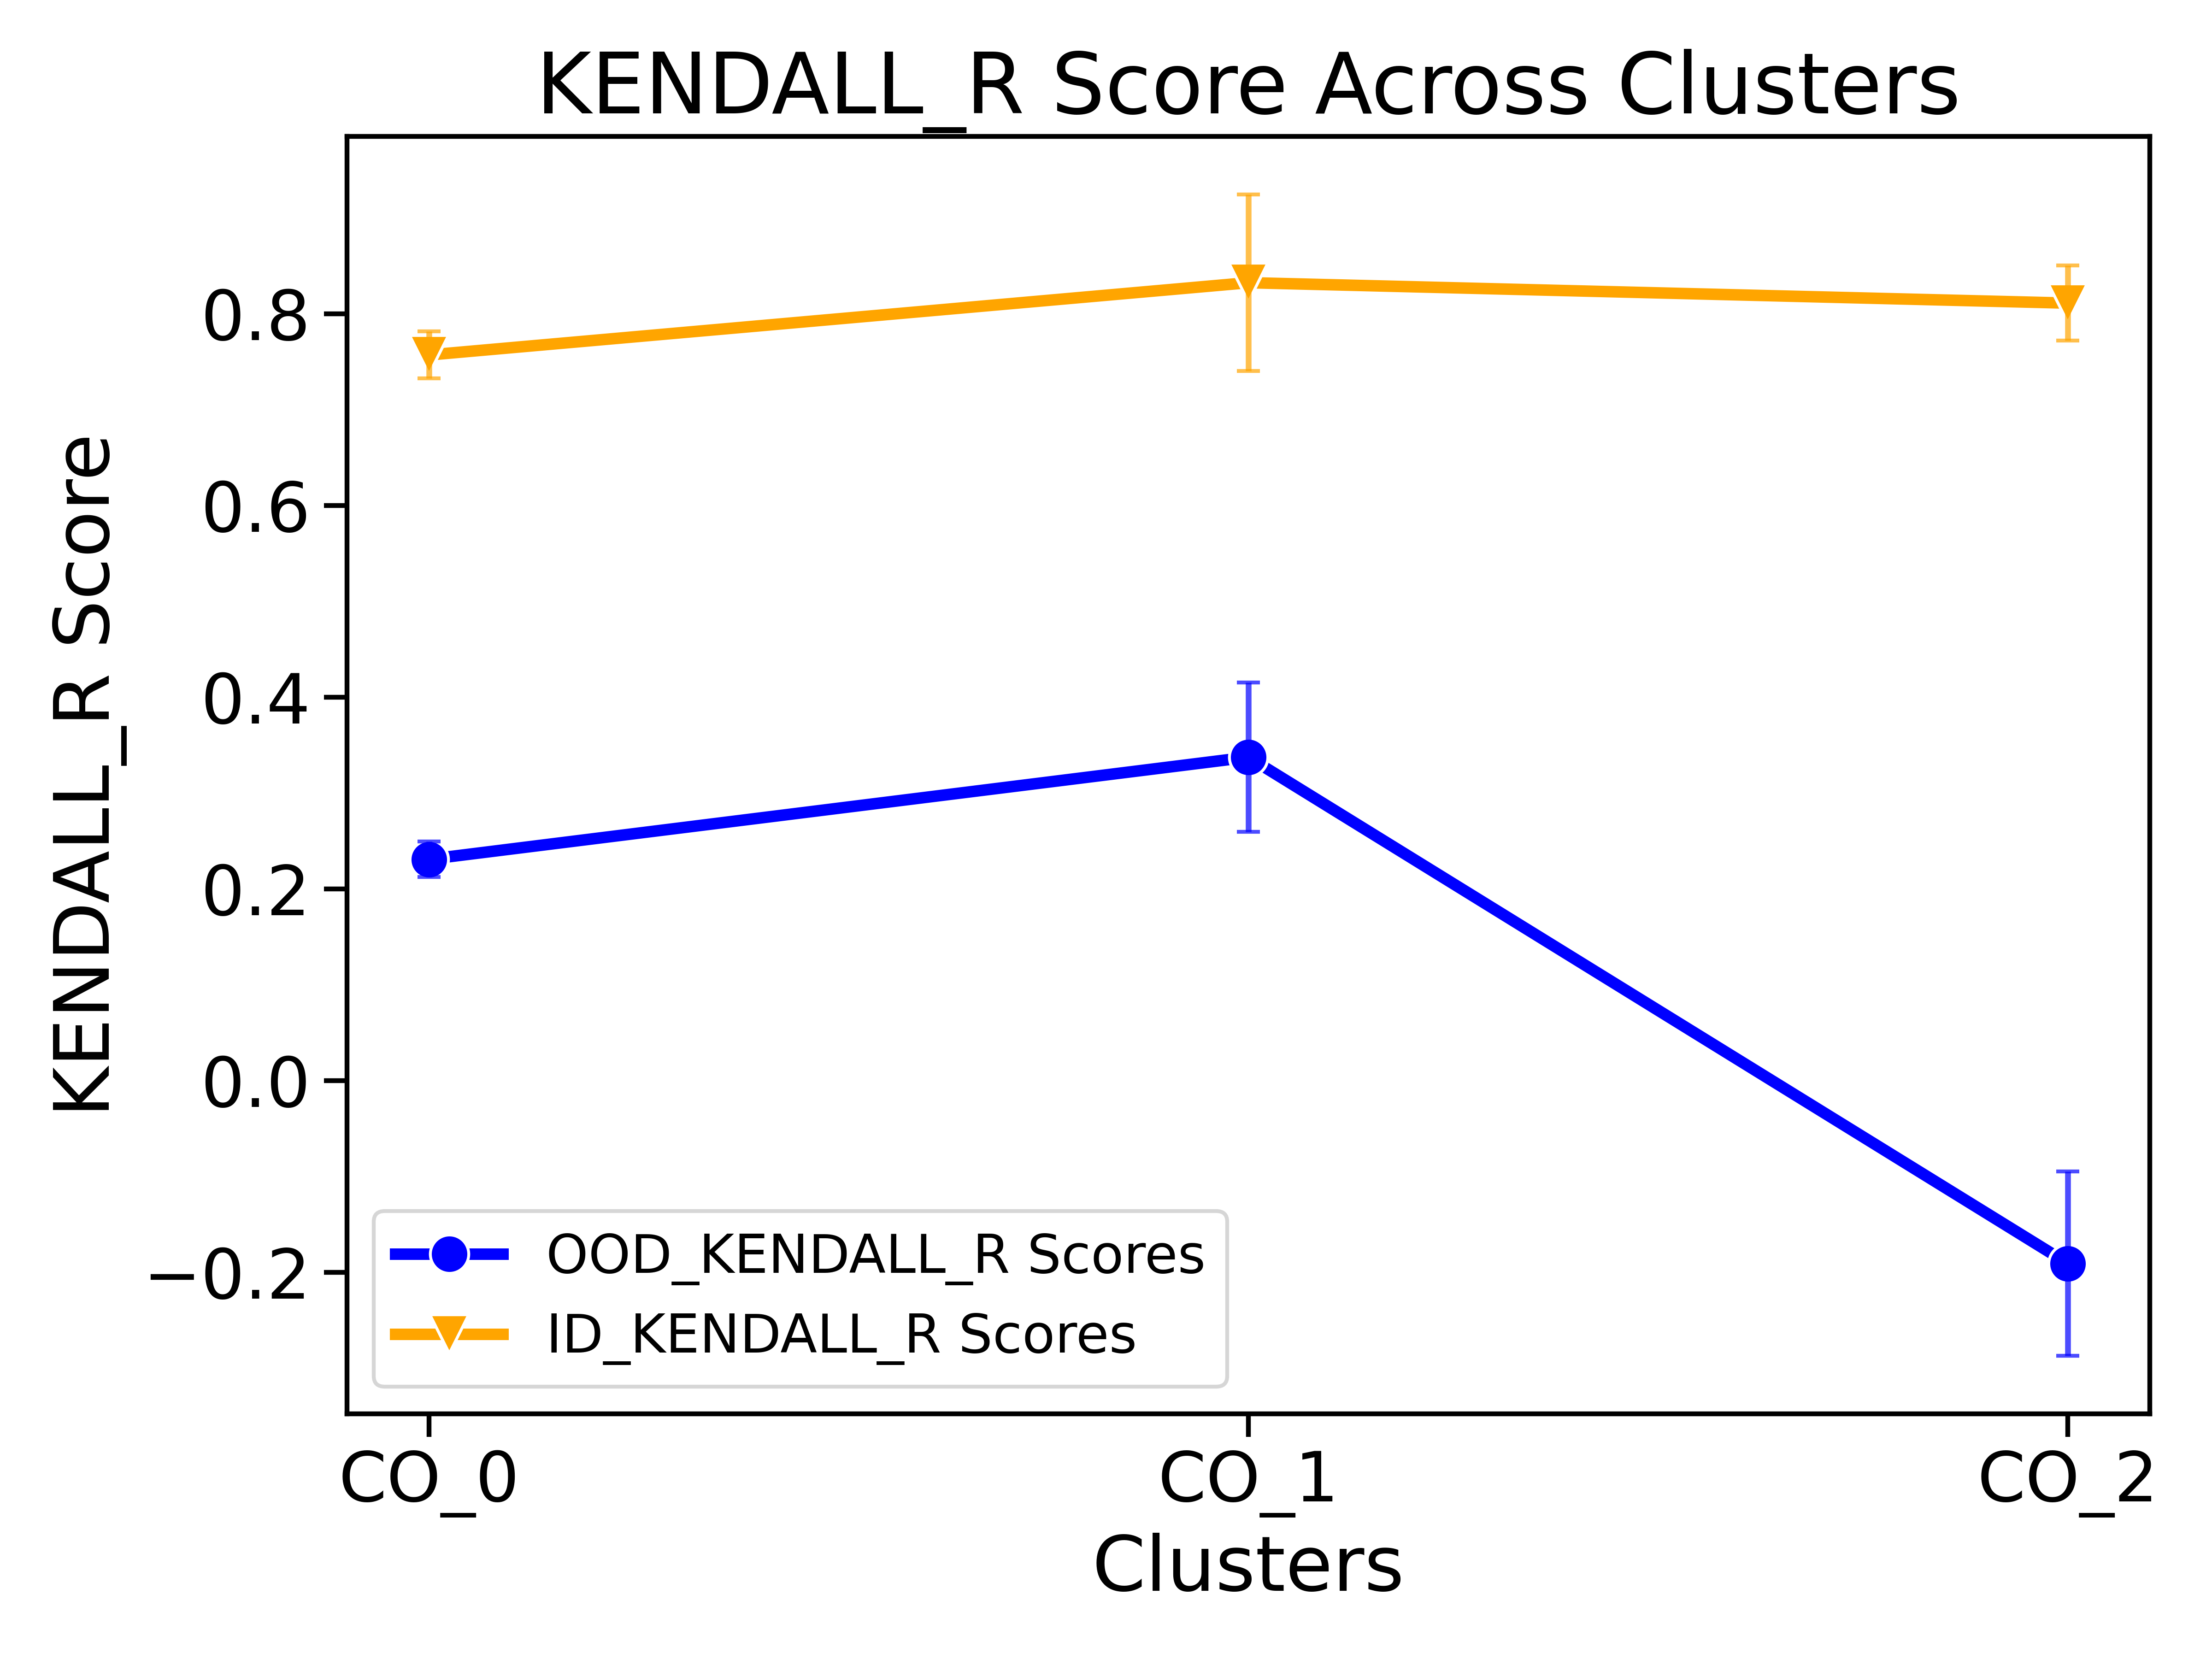 KENDALL_R Score Across Clusters
KENDALL_R Score
0.8
0.6
0.4
0.2
0.0
−0.2
OOD_KENDALL_R Scores
ID_KENDALL_R Scores
CO_0 CO_1 CO_2
Clusters